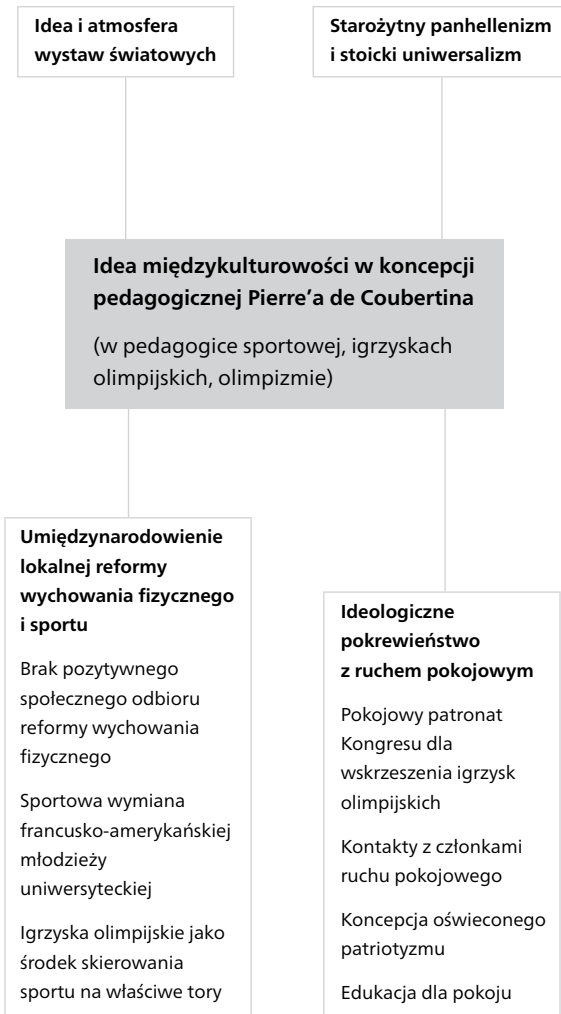 Idea i atmosfera
wystaw światowych
Starożytny panhellenizm
i stoicki uniwersalizm
Idea międzykulturowości w koncepcji
pedagogicznej Pierre’a de Coubertina
(w pedagogice sportowej, igrzyskach
olimpijskich, olimpizmie)
Umiędzynarodowienie
lokalnej reformy
wychowania fizycznego
i sportu
Brak pozytywnego
społecznego odbioru
reformy wychowania
fizycznego
Sportowa wymiana
francusko-amerykańskiej
młodzieży
uniwersyteckiej
Igrzyska olimpijskie jako
środek skierowania
sportu na właściwe tory
Ideologiczne
pokrewieństwo
z ruchem pokojowym
Pokojowy patronat
Kongresu dla
wskrzeszenia igrzysk
olimpijskich
Kontakty z członkami
ruchu pokojowego
Koncepcja oświeconego
patriotyzmu
Edukacja dla pokoju